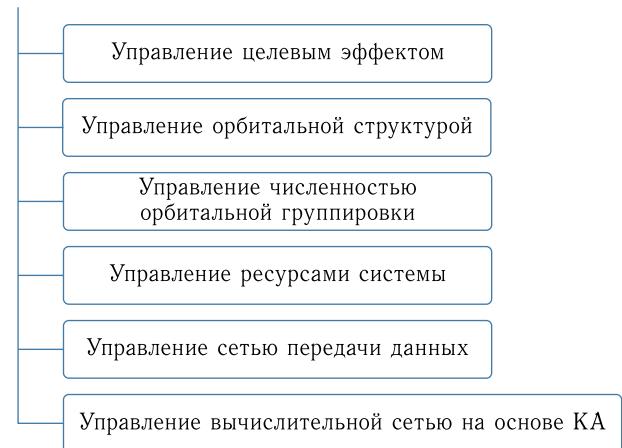 Управление целевым эффектом
Управление орбитальной структурой
Управление численностью
орбитальной группировки
Управление ресурсами системы
Управление сетью передачи данных
Управление вычислительной сетью на основе КА